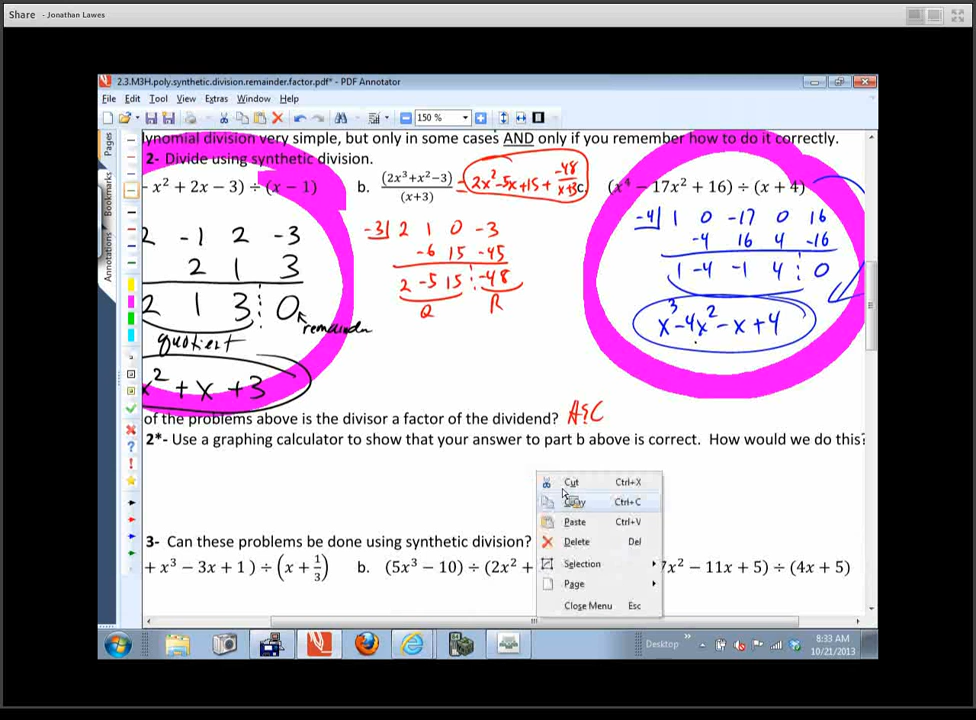 Share - Jonathan Lawes
2.3.M3H.poly.synthetic.division.remainder.factor.pdf* - PDF Annotator
File Edit Tool View Extras Window Help
150 %
lynomial division very simple, but only in some cases AND only if you remember how to do it correctly.
2- Divide using synthetic division.
- x² + 2x − 3) ÷ (x − 1)
b. (2x³+x²−3)/(x+3) = 2x²-5x+15+ -48/x+3
c. (x⁴ − 17x² + 16) ÷ (x + 4)
2 -1 2 -3
2 1 3
2 1 3 0
remainder
quotient
x² + x + 3
-3| 2 1 0 -3
-6 15 -45
2 -5 15 -48
Q R
-4| 1 0 -17 0 16
-4 16 4 -16
1 -4 -1 4 0
x³-4x²-x+4
of the problems above is the divisor a factor of the dividend? A&C
2*- Use a graphing calculator to show that your answer to part b above is correct. How would we do this?
Cut Ctrl+X
Copy Ctrl+C
Paste Ctrl+V
Delete Del
Selection
Page
Close Menu Esc
3- Can these problems be done using synthetic division?
+ x³ − 3x + 1) ÷ (x + 1/3)
b. (5x³ − 10) ÷ (2x² +
7x² − 11x + 5) ÷ (4x + 5)
Pages
Bookmarks
Annotations
Desktop
8:33 AM
10/21/2013